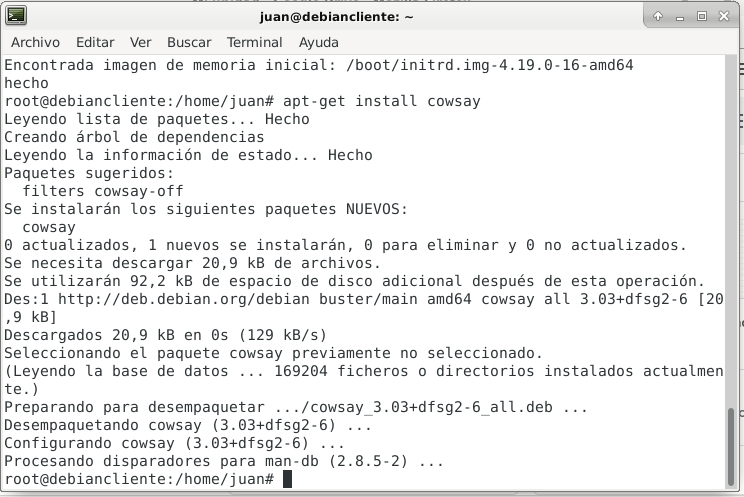 juan@debiancliente: ~
Archivo Editar Ver Buscar Terminal Ayuda
Encontrada imagen de memoria inicial: /boot/initrd.img-4.19.0-16-amd64
hecho
root@debiancliente:/home/juan# apt-get install cowsay
Leyendo lista de paquetes... Hecho
Creando árbol de dependencias
Leyendo la información de estado... Hecho
Paquetes sugeridos:
  filters cowsay-off
Se instalarán los siguientes paquetes NUEVOS:
  cowsay
0 actualizados, 1 nuevos se instalarán, 0 para eliminar y 0 no actualizados.
Se necesita descargar 20,9 kB de archivos.
Se utilizarán 92,2 kB de espacio de disco adicional después de esta operación.
Des:1 http://deb.debian.org/debian buster/main amd64 cowsay all 3.03+dfsg2-6 [20
,9 kB]
Descargados 20,9 kB en 0s (129 kB/s)
Seleccionando el paquete cowsay previamente no seleccionado.
(Leyendo la base de datos ... 169204 ficheros o directorios instalados actualmen
te.)
Preparando para desempaquetar .../cowsay_3.03+dfsg2-6_all.deb ...
Desempaquetando cowsay (3.03+dfsg2-6) ...
Configurando cowsay (3.03+dfsg2-6) ...
Procesando disparadores para man-db (2.8.5-2) ...
root@debiancliente:/home/juan#